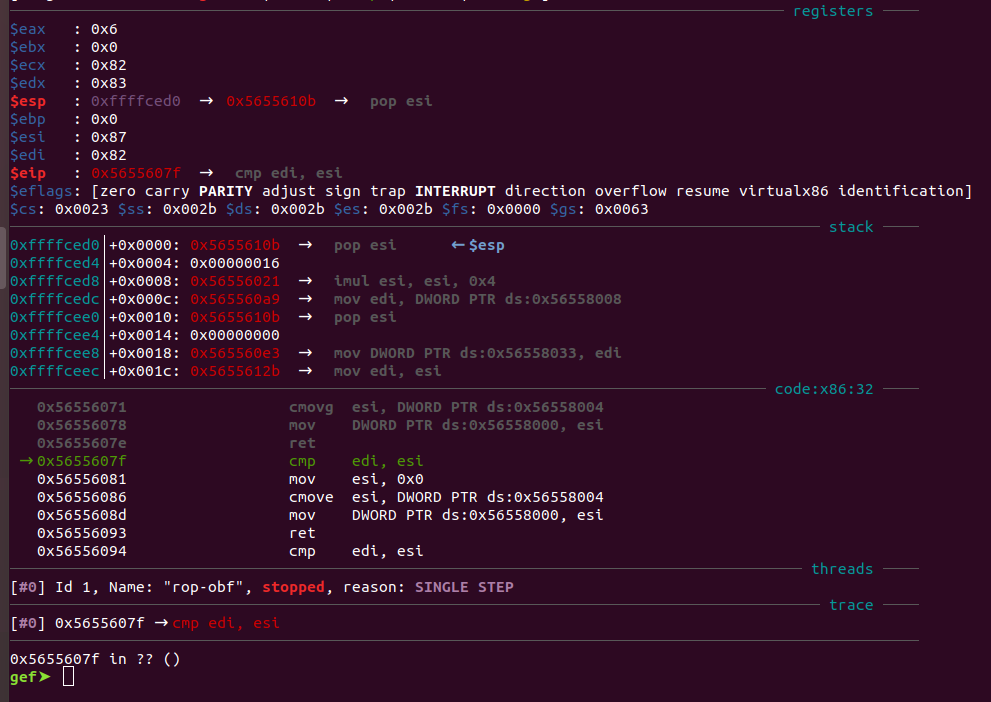 registers
$eax   : 0x6
$ebx   : 0x0
$ecx   : 0x82
$edx   : 0x83
$esp   : 0xffffced0  →  0x5655610b  →   pop esi
$ebp   : 0x0
$esi   : 0x87
$edi   : 0x82
$eip   : 0x5655607f  →   cmp edi, esi
$eflags: [zero carry PARITY adjust sign trap INTERRUPT direction overflow resume virtualx86 identification]
$cs: 0x0023 $ss: 0x002b $ds: 0x002b $es: 0x002b $fs: 0x0000 $gs: 0x0063
stack
0xffffced0│+0x0000: 0x5655610b  →   pop esi      ← $esp
0xffffced4│+0x0004: 0x00000016
0xffffced8│+0x0008: 0x56556021  →   imul esi, esi, 0x4
0xffffcedc│+0x000c: 0x565560a9  →   mov edi, DWORD PTR ds:0x56558008
0xffffcee0│+0x0010: 0x5655610b  →   pop esi
0xffffcee4│+0x0014: 0x00000000
0xffffcee8│+0x0018: 0x565560e3  →   mov DWORD PTR ds:0x56558033, edi
0xffffceec│+0x001c: 0x5655612b  →   mov edi, esi
code:x86:32
0x56556071                  cmovg  esi, DWORD PTR ds:0x56558004
0x56556078                  mov    DWORD PTR ds:0x56558000, esi
0x5655607e                  ret
→ 0x5655607f                  cmp    edi, esi
0x56556081                  mov    esi, 0x0
0x56556086                  cmove  esi, DWORD PTR ds:0x56558004
0x5655608d                  mov    DWORD PTR ds:0x56558000, esi
0x56556093                  ret
0x56556094                  cmp    edi, esi
threads
[#0] Id 1, Name: "rop-obf", stopped, reason: SINGLE STEP
trace
[#0] 0x5655607f → cmp edi, esi
0x5655607f in ?? ()
gef➤